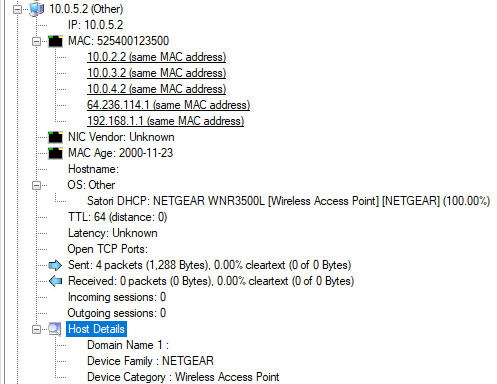 10.0.5.2 (Other)
IP: 10.0.5.2
MAC: 525400123500
10.0.2.2 (same MAC address)
10.0.3.2 (same MAC address)
10.0.4.2 (same MAC address)
64.236.114.1 (same MAC address)
192.168.1.1 (same MAC address)
NIC Vendor: Unknown
MAC Age: 2000-11-23
Hostname:
OS: Other
Satori DHCP: NETGEAR WNR3500L [Wireless Access Point] [NETGEAR] (100.00%)
TTL: 64 (distance: 0)
Latency: Unknown
Open TCP Ports:
Sent: 4 packets (1,288 Bytes), 0.00% cleartext (0 of 0 Bytes)
Received: 0 packets (0 Bytes), 0.00% cleartext (0 of 0 Bytes)
Incoming sessions: 0
Outgoing sessions: 0
Host Details
Domain Name 1 :
Device Family : NETGEAR
Device Category : Wireless Access Point